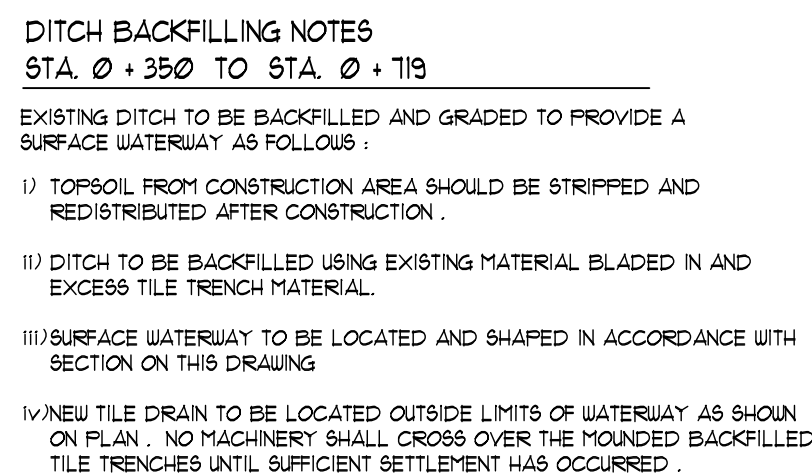 DITCH BACKFILLING NOTES
STA. 0 + 350 TO STA. 0 + 719
EXISTING DITCH TO BE BACKFILLED AND GRADED TO PROVIDE A
SURFACE WATERWAY AS FOLLOWS :
i) TOPSOIL FROM CONSTRUCTION AREA SHOULD BE STRIPPED AND
REDISTRIBUTED AFTER CONSTRUCTION .
ii) DITCH TO BE BACKFILLED USING EXISTING MATERIAL BLADED IN AND
EXCESS TILE TRENCH MATERIAL.
iii) SURFACE WATERWAY TO BE LOCATED AND SHAPED IN ACCORDANCE WITH
SECTION ON THIS DRAWING
iv) NEW TILE DRAIN TO BE LOCATED OUTSIDE LIMITS OF WATERWAY AS SHOWN
ON PLAN . NO MACHINERY SHALL CROSS OVER THE MOUNDED BACKFILLED
TILE TRENCHES UNTIL SUFFICIENT SETTLEMENT HAS OCCURRED .